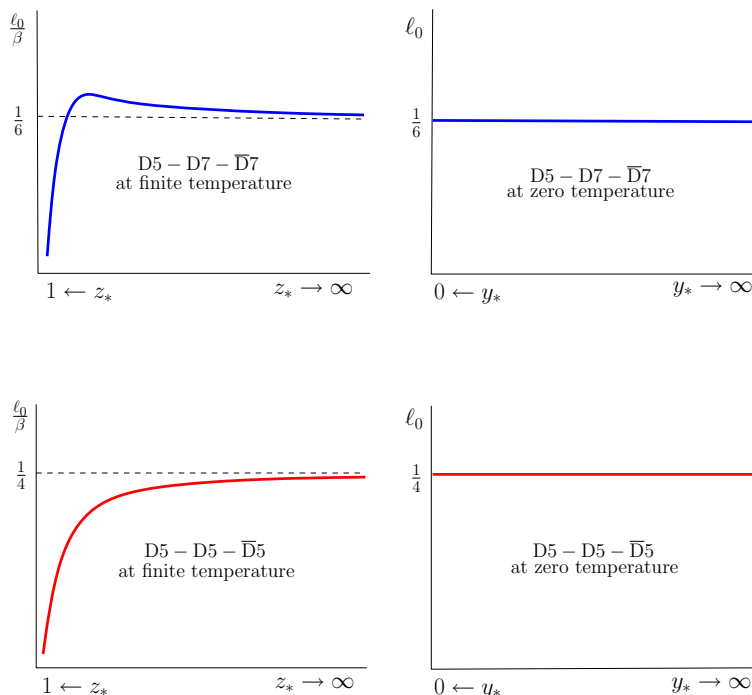 ℓ₀/β
1/6
D5 − D7 − D̅7
at finite temperature
1 ← z∗
z∗ → ∞
ℓ₀
1/6
D5 − D7 − D̅7
at zero temperature
0 ← y∗
y∗ → ∞
ℓ₀/β
1/4
D5 − D5 − D̅5
at finite temperature
1 ← z∗
z∗ → ∞
ℓ₀
1/4
D5 − D5 − D̅5
at zero temperature
0 ← y∗
y∗ → ∞